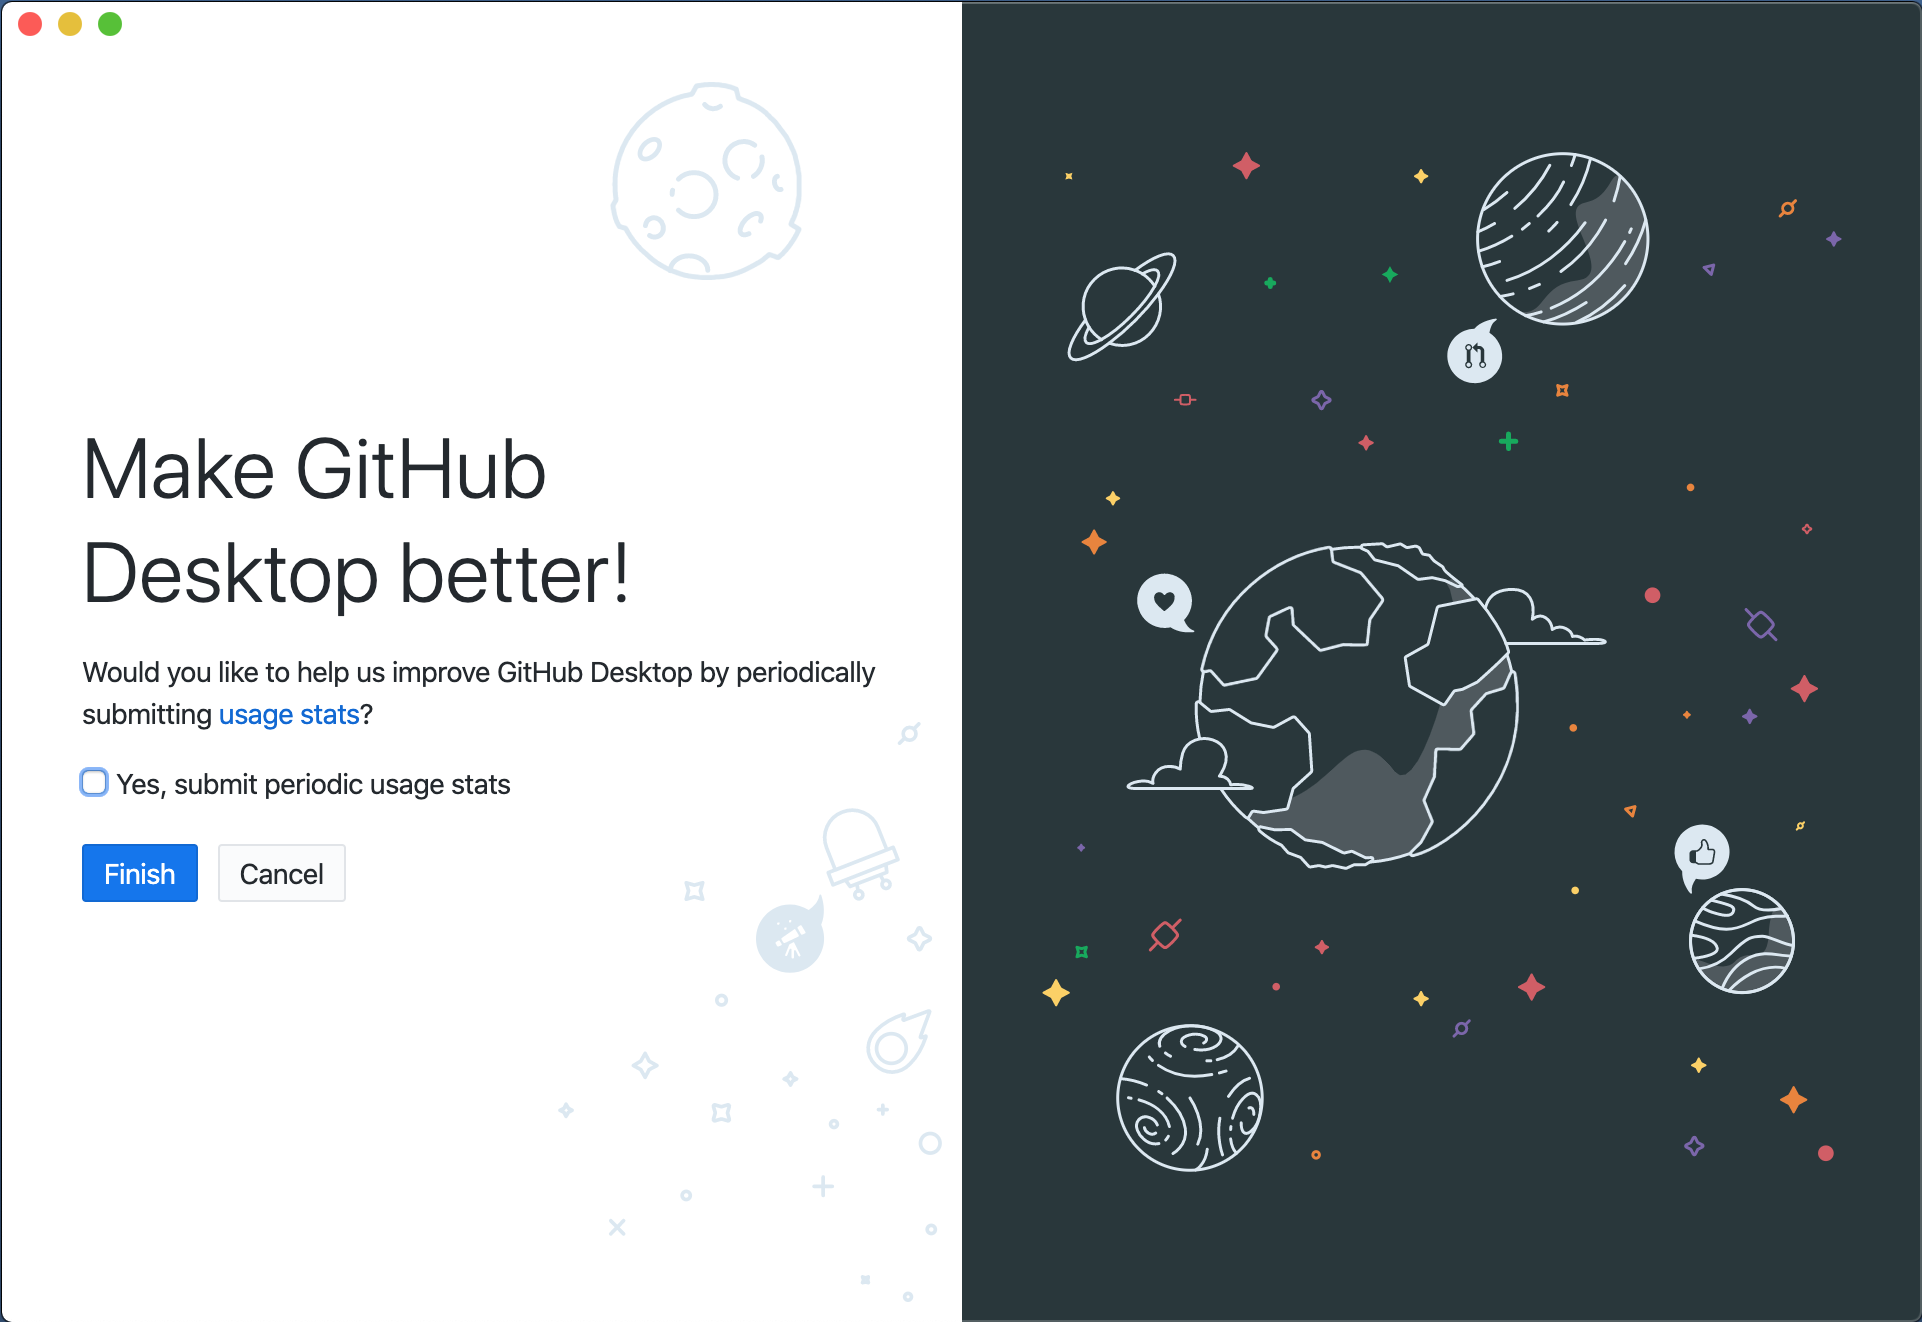 Make GitHub
Desktop better!
Would you like to help us improve GitHub Desktop by periodically
submitting usage stats?
Yes, submit periodic usage stats
Finish Cancel